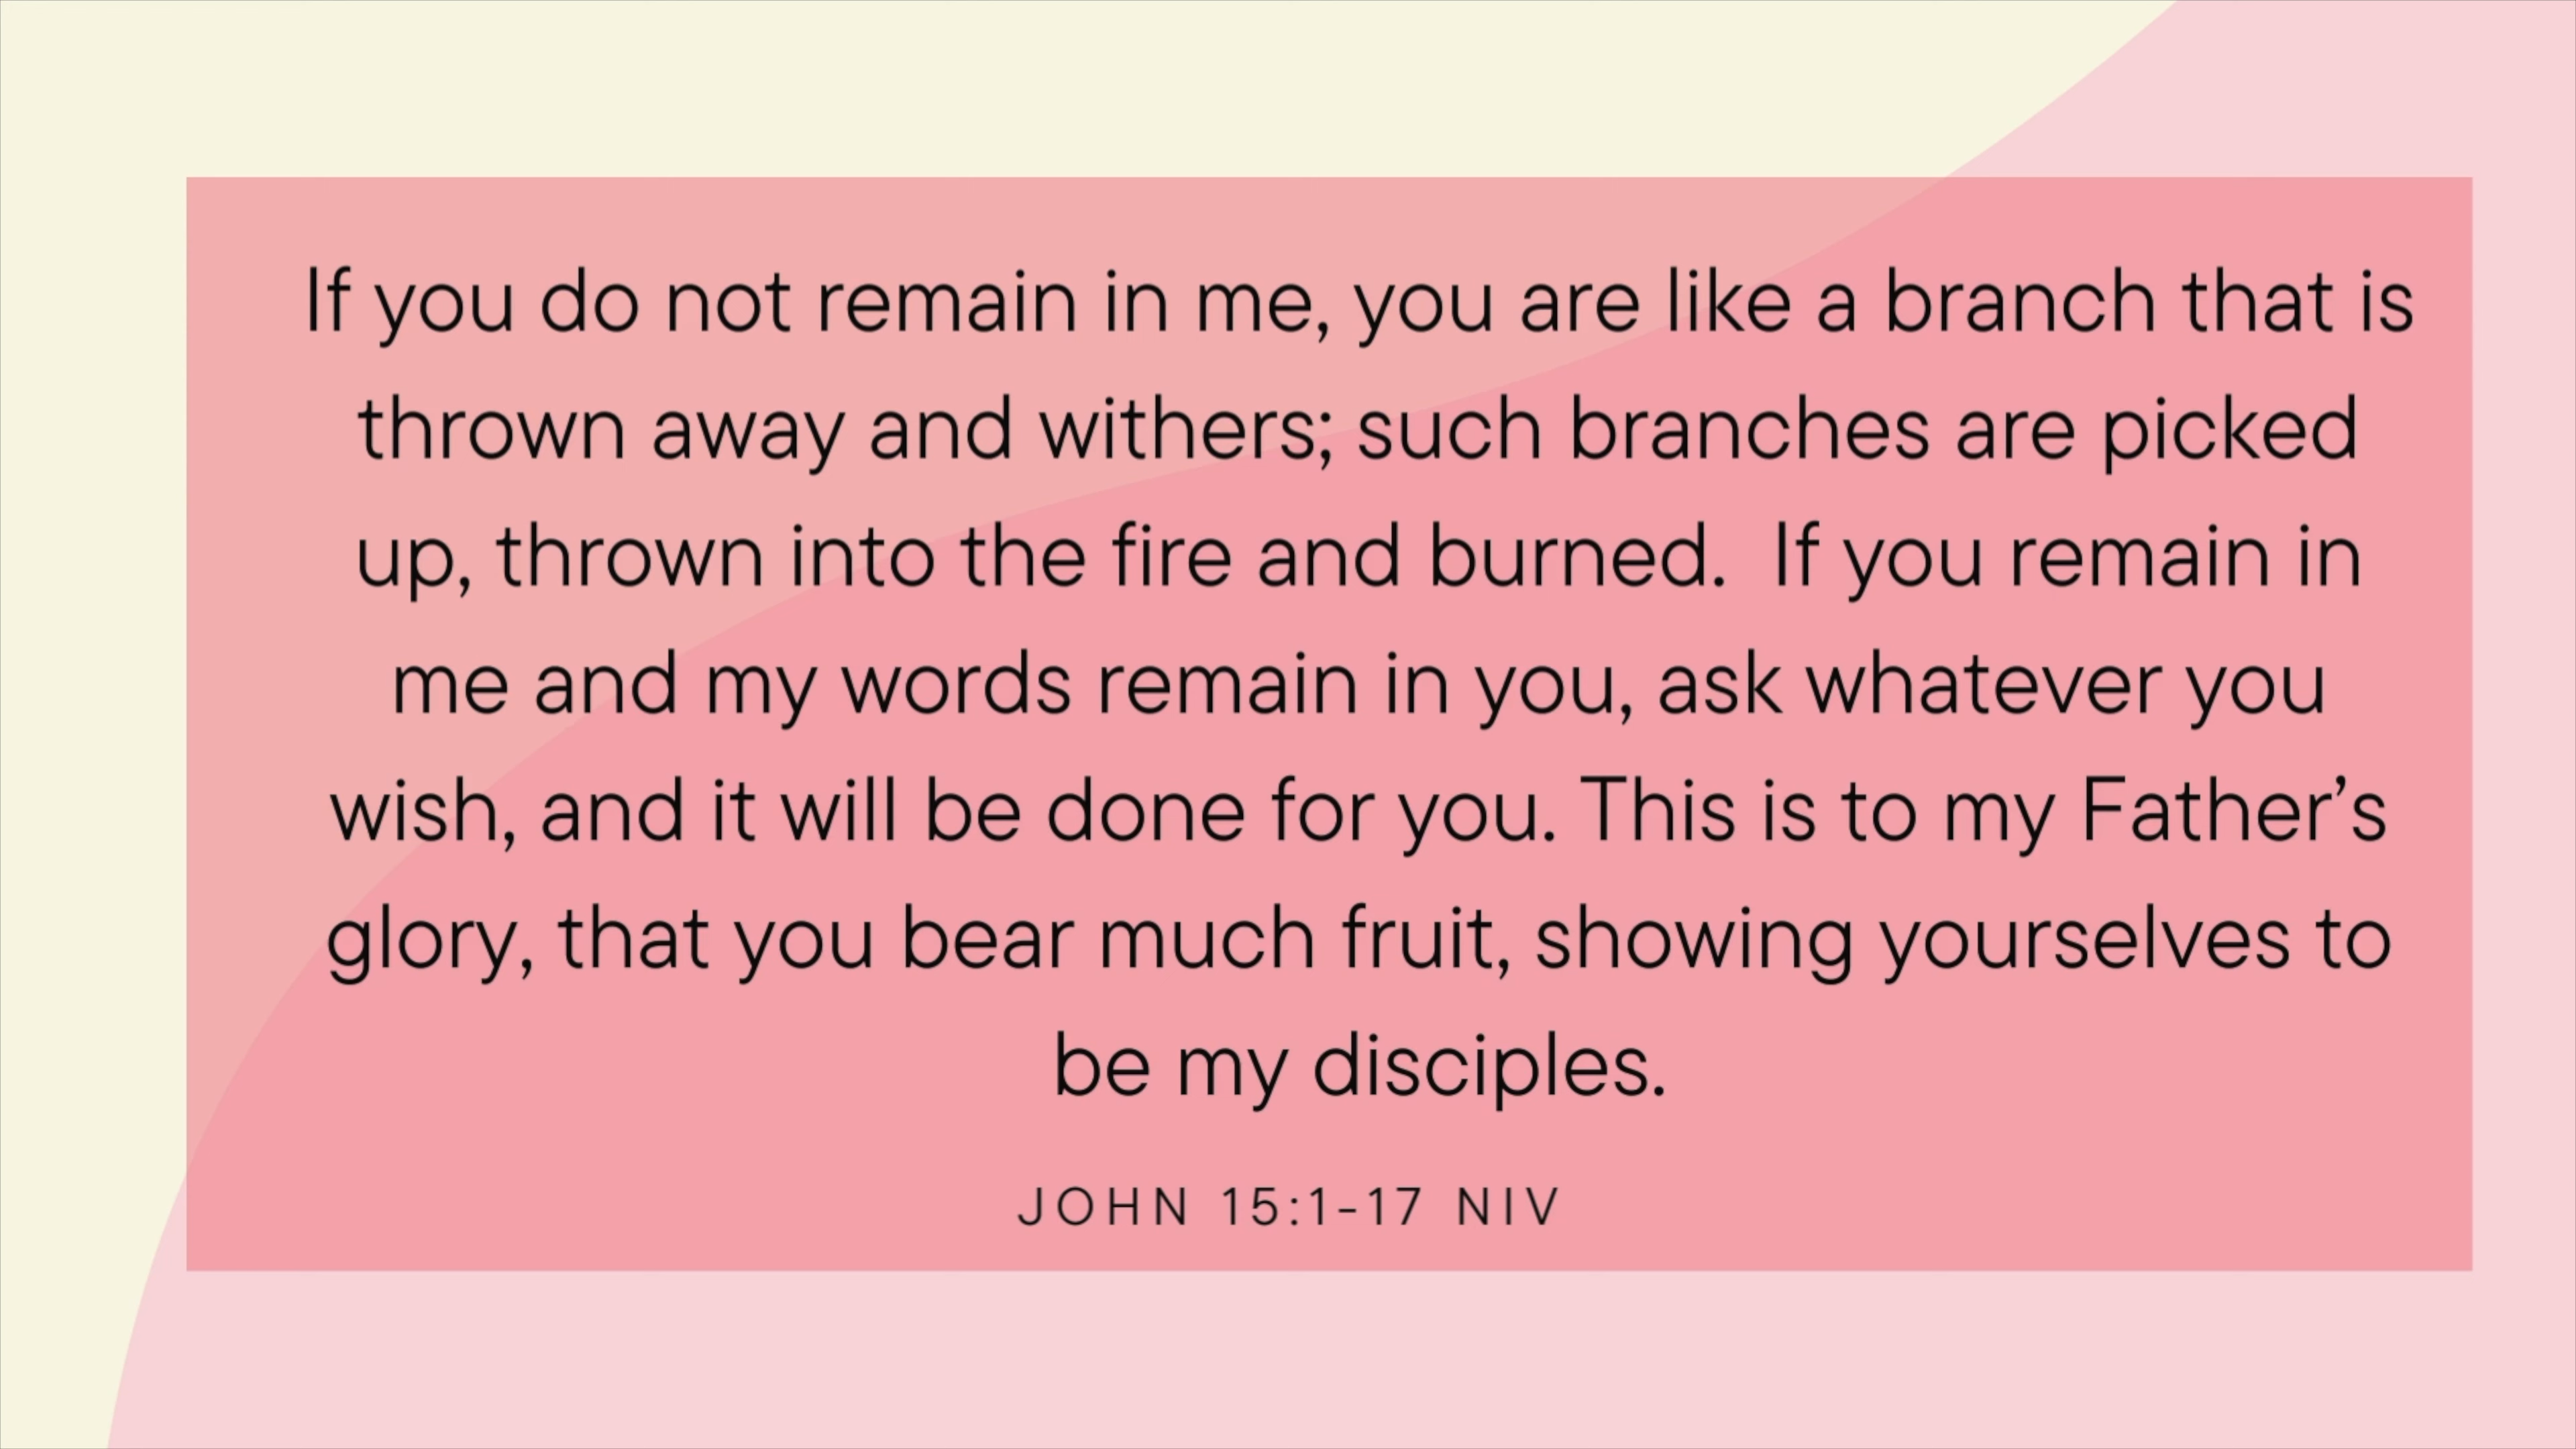 If you do not remain in me, you are like a branch that is
thrown away and withers; such branches are picked
up, thrown into the fire and burned.  If you remain in
me and my words remain in you, ask whatever you
wish, and it will be done for you. This is to my Father’s
glory, that you bear much fruit, showing yourselves to
be my disciples.
JOHN 15:1-17 NIV